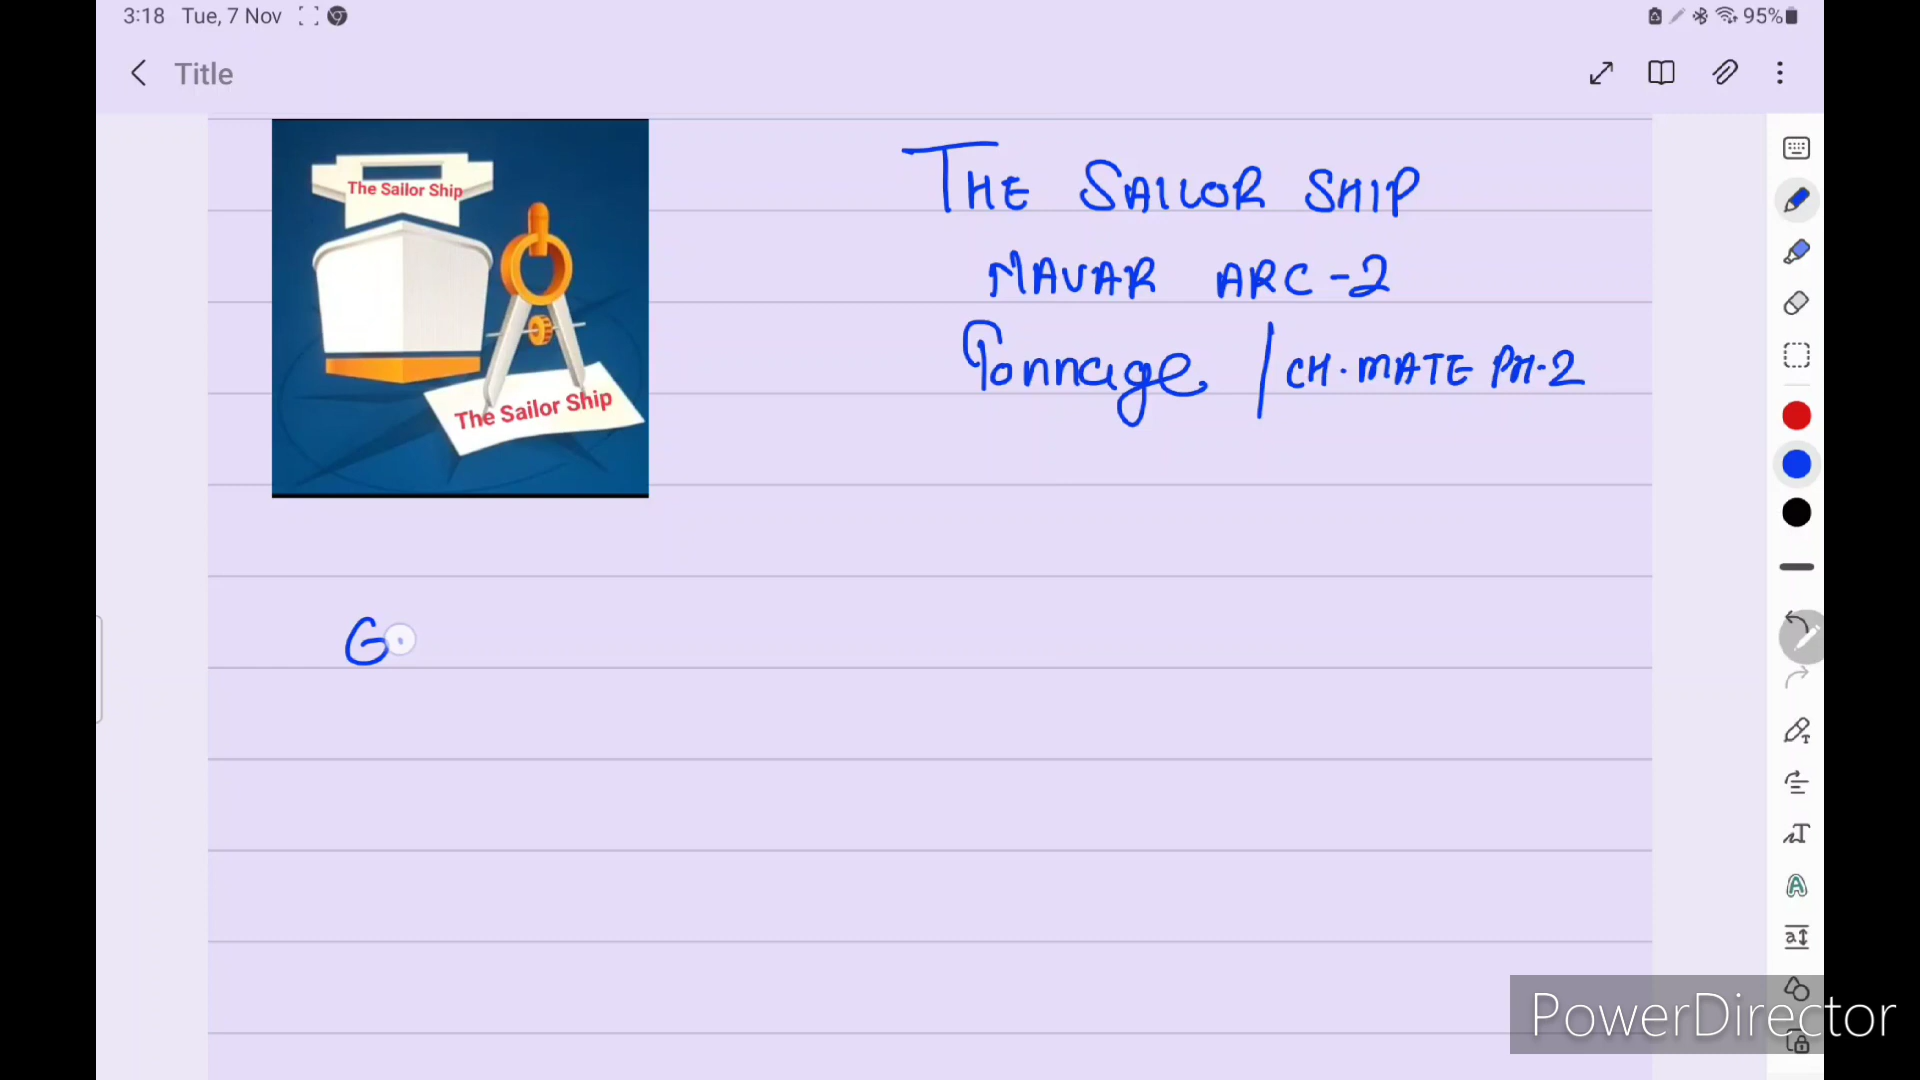 3:18 Tue, 7 Nov 95%
Title
The Sailor Ship
The Sailor Ship
THE SAILOR SHIP
MAVAR ARC-2
Tonnage / CH.MATE PH-2
G
PowerDirector